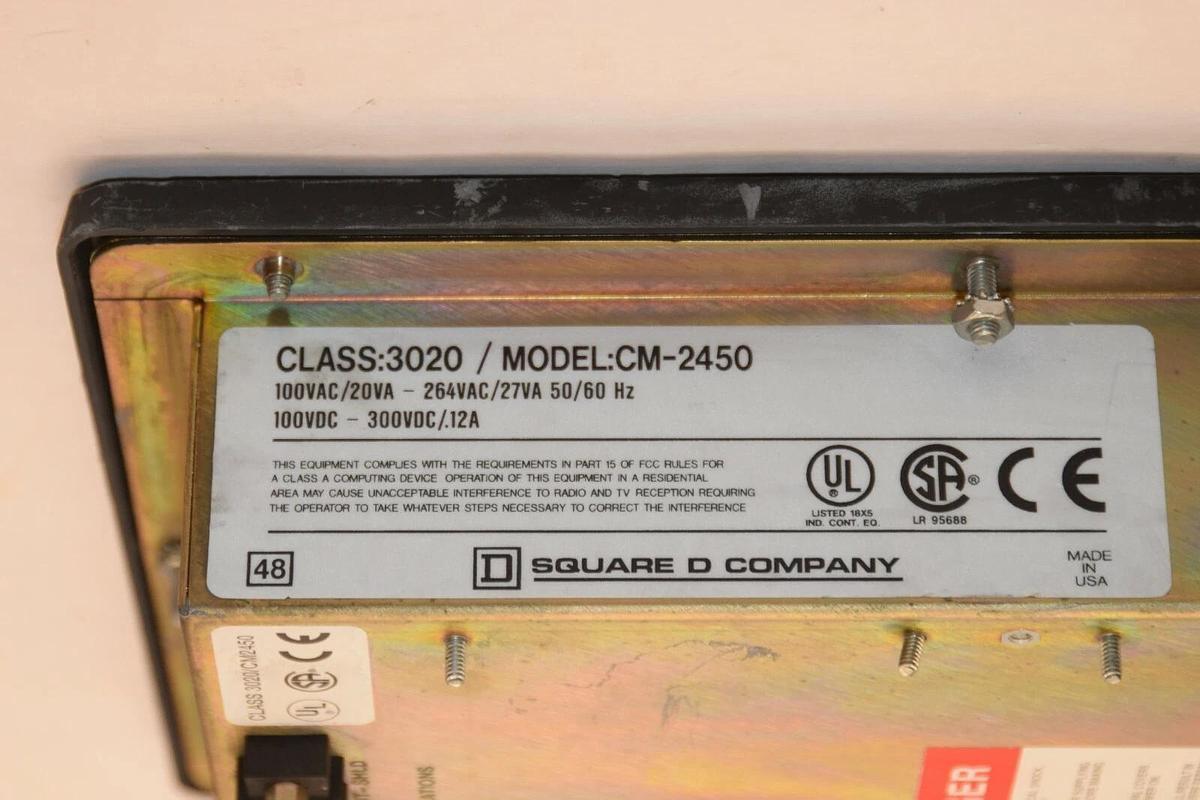 CLASS:3020 / MODEL:CM-2450
100VAC/20VA - 264VAC/27VA 50/60 Hz
100VDC - 300VDC/.12A
THIS EQUIPMENT COMPLIES WITH THE REQUIREMENTS IN PART 15 OF FCC RULES FOR
A CLASS A COMPUTING DEVICE OPERATION OF THIS EQUIPMENT IN A RESIDENTIAL
AREA MAY CAUSE UNACCEPTABLE INTERFERENCE TO RADIO AND TV RECEPTION REQUIRING
THE OPERATOR TO TAKE WHATEVER STEPS NECESSARY TO CORRECT THE INTERFERENCE
UL ®
LISTED 18X5
IND. CONT. EQ.
SA ®
LR 95688
CE
48
D SQUARE D COMPANY
MADE
IN
USA
CLASS 3020/CM2450
UL SA CE